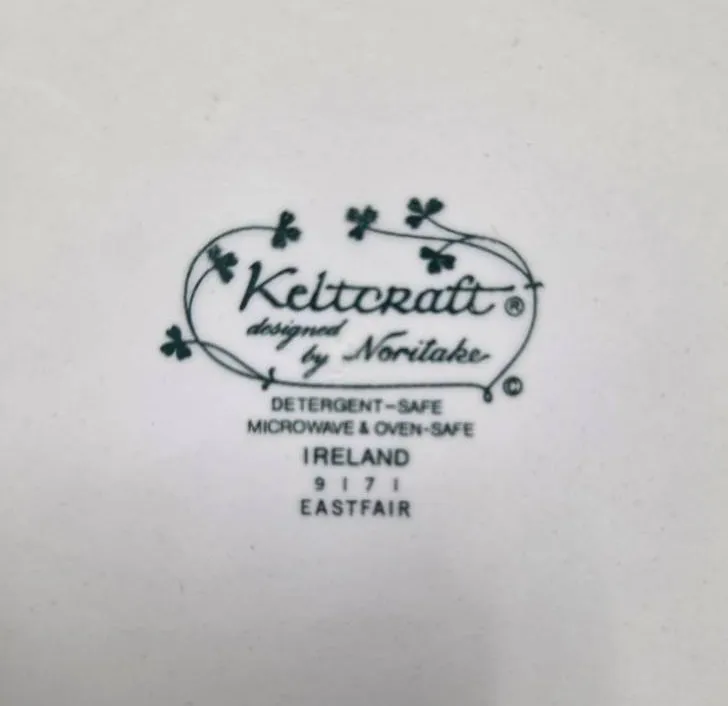 Keltcraft ®
designed
by Noritake
©
DETERGENT-SAFE
MICROWAVE & OVEN-SAFE
IRELAND
9171
EASTFAIR